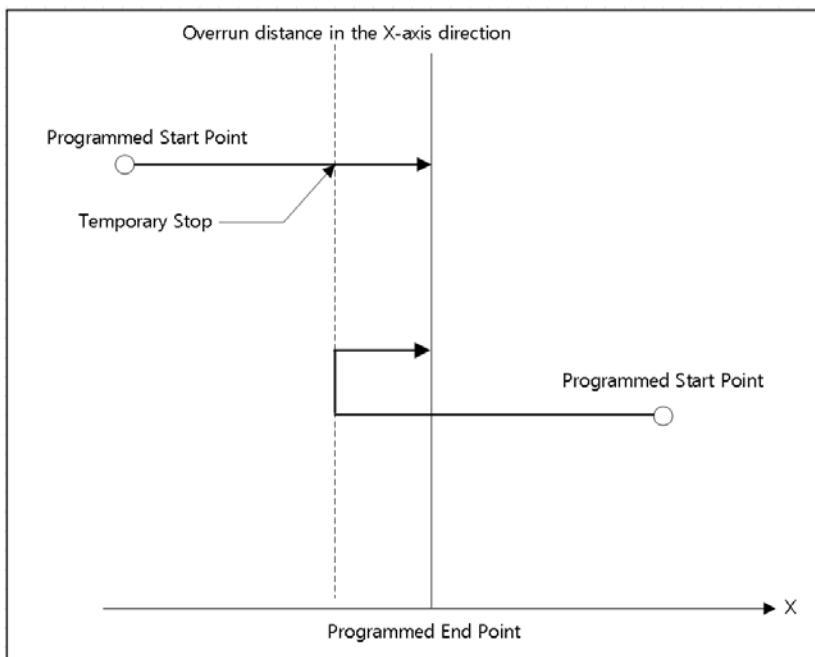 Overrun distance in the X-axis direction
Programmed Start Point
Temporary Stop
Programmed Start Point
X
Programmed End Point